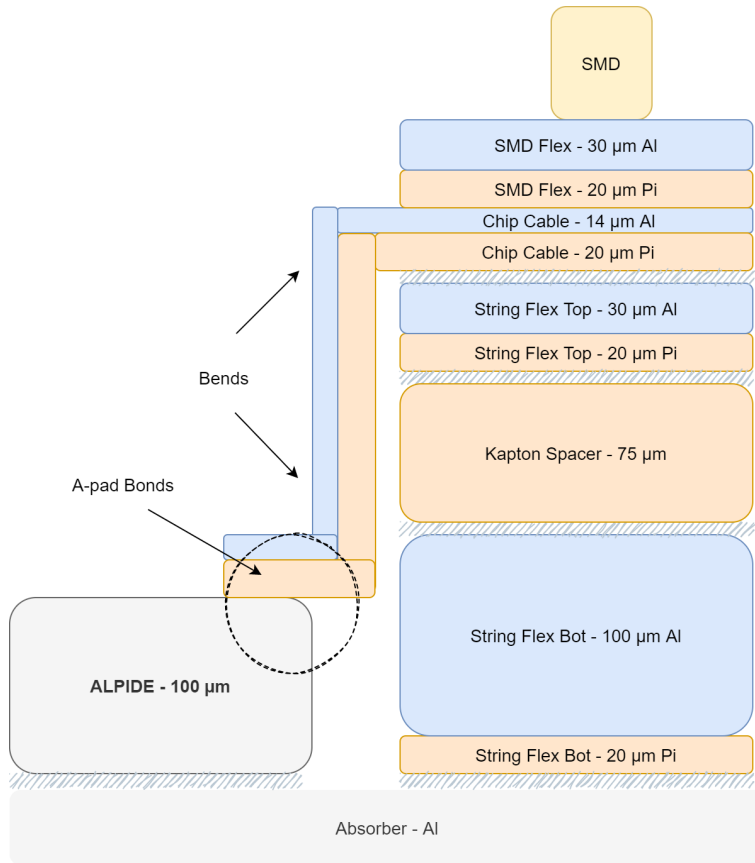 SMD
SMD Flex - 30 µm Al
SMD Flex - 20 µm Pi
Chip Cable - 14 µm Al
Chip Cable - 20 µm Pi
String Flex Top - 30 µm Al
String Flex Top - 20 µm Pi
Bends
Kapton Spacer - 75 µm
A-pad Bonds
String Flex Bot - 100 µm Al
ALPIDE - 100 µm
String Flex Bot - 20 µm Pi
Absorber - Al